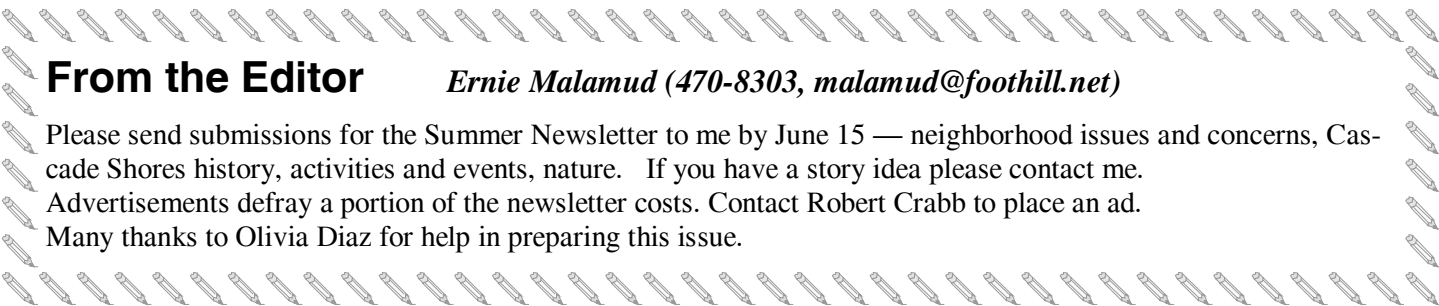 From the Editor Ernie Malamud (470-8303, malamud@foothill.net)
Please send submissions for the Summer Newsletter to me by June 15 — neighborhood issues and concerns, Cas-
cade Shores history, activities and events, nature. If you have a story idea please contact me.
Advertisements defray a portion of the newsletter costs. Contact Robert Crabb to place an ad.
Many thanks to Olivia Diaz for help in preparing this issue.